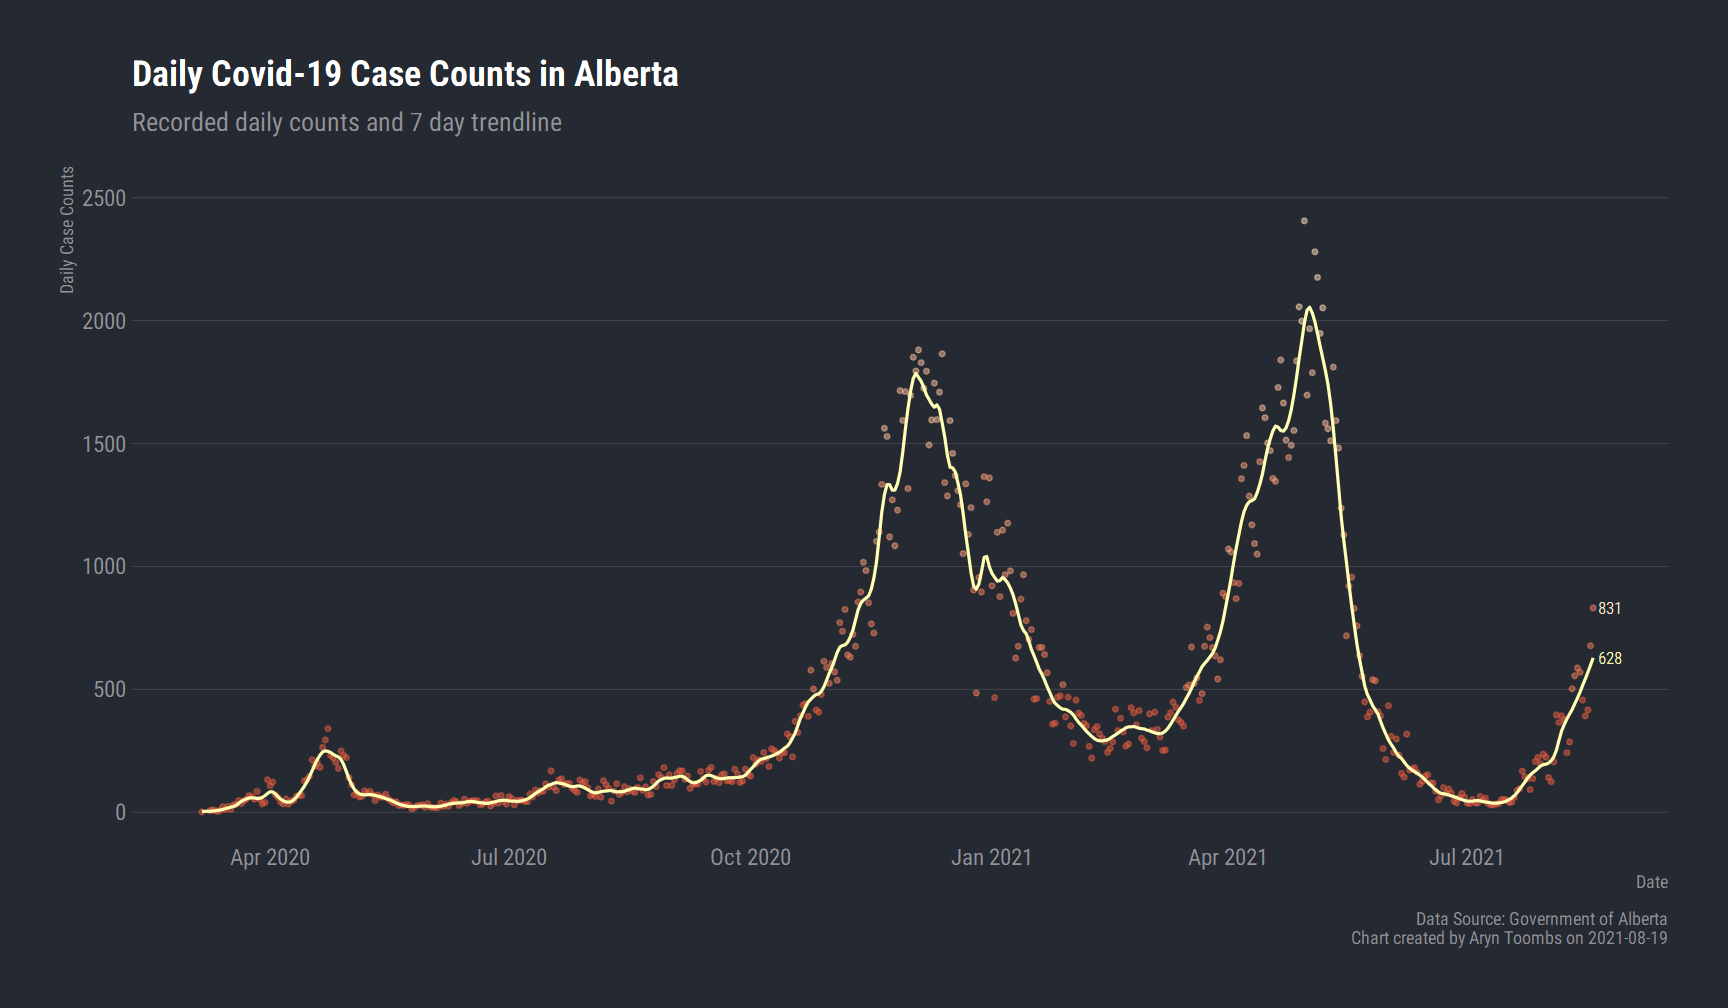 Daily Covid-19 Case Counts in Alberta
Recorded daily counts and 7 day trendline
Daily Case Counts
2500
2000
1500
1000
500
0
831
628
Apr 2020
Jul 2020
Oct 2020
Jan 2021
Apr 2021
Jul 2021
Date
Data Source: Government of Alberta
Chart created by Aryn Toombs on 2021-08-19